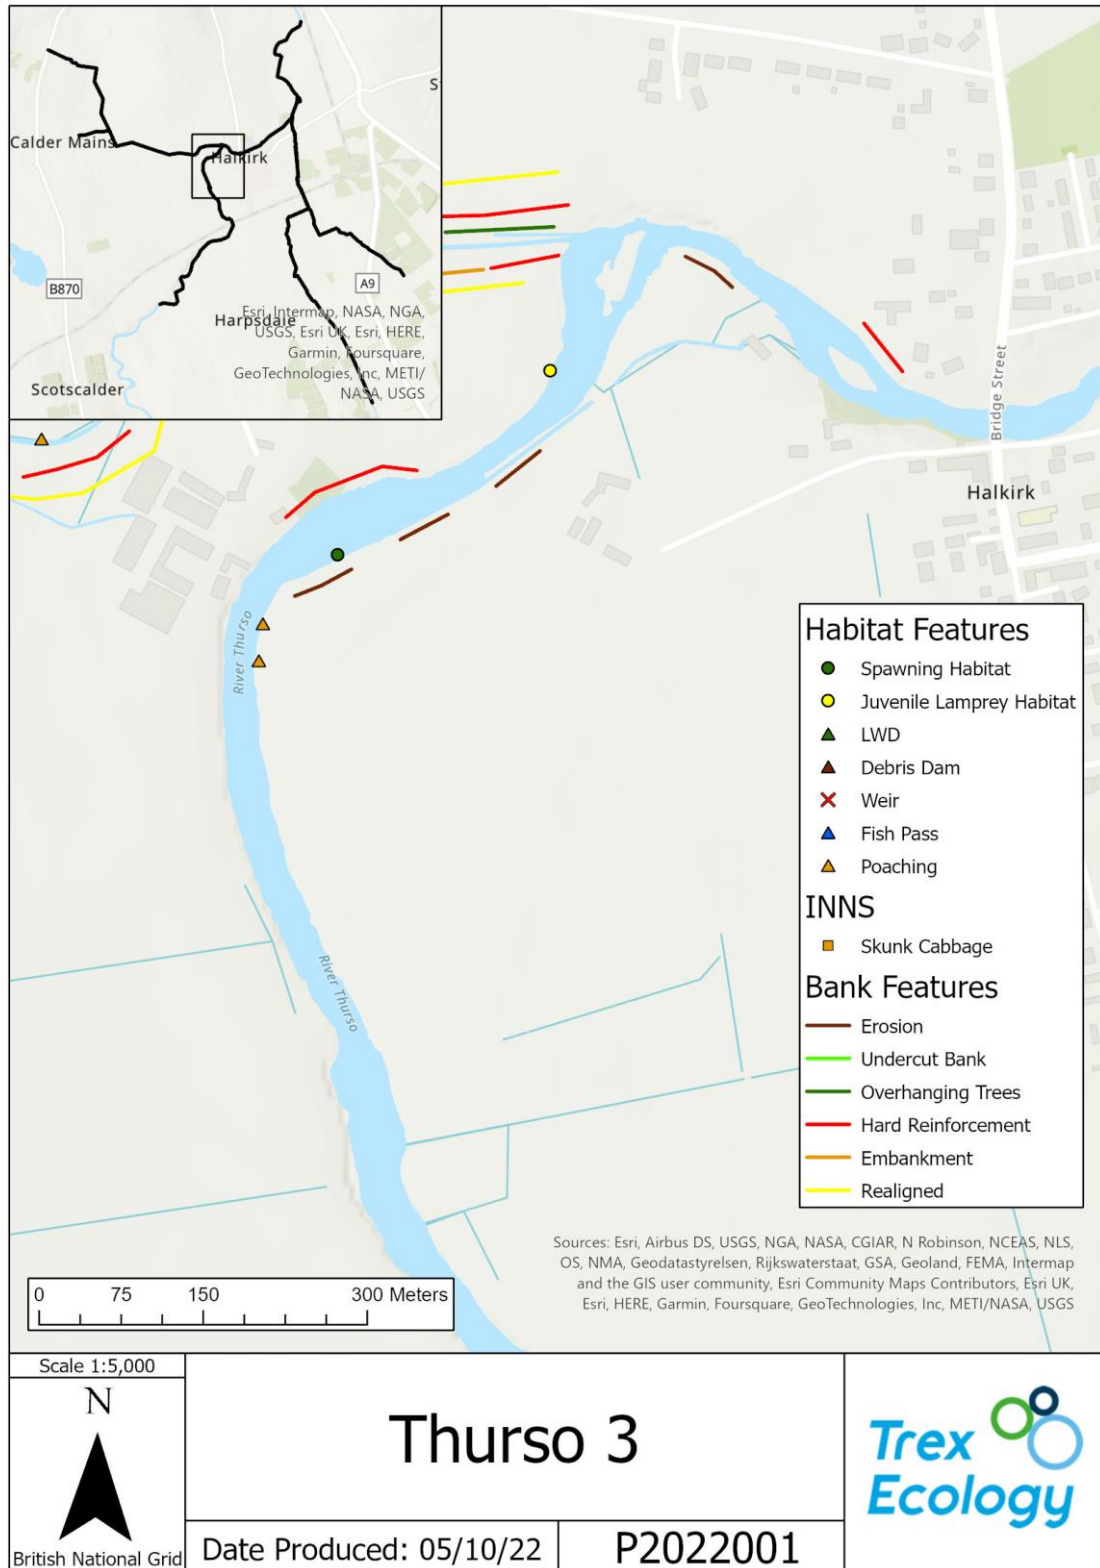 St
Calder Mains
Halkirk
B870
A9
Harpsdale
Scotscalder
Esri, Intermap, NASA, NGA,
USGS, Esri UK, Esri, HERE,
Garmin, Foursquare,
GeoTechnologies, Inc, METI/
NASA, USGS
Bridge Street
Halkirk
River Thurso
River Thurso
Habitat Features
Spawning Habitat
Juvenile Lamprey Habitat
LWD
Debris Dam
Weir
Fish Pass
Poaching
INNS
Skunk Cabbage
Bank Features
Erosion
Undercut Bank
Overhanging Trees
Hard Reinforcement
Embankment
Realigned
Sources: Esri, Airbus DS, USGS, NGA, NASA, CGIAR, N Robinson, NCEAS, NLS,
OS, NMA, Geodatastyrelsen, Rijkswaterstaat, GSA, Geoland, FEMA, Intermap
and the GIS user community, Esri Community Maps Contributors, Esri UK,
Esri, HERE, Garmin, Foursquare, GeoTechnologies, Inc, METI/NASA, USGS
0 75 150 300 Meters
Scale 1:5,000
N
British National Grid
Thurso 3
Date Produced: 05/10/22
P2022001
Trex
Ecology